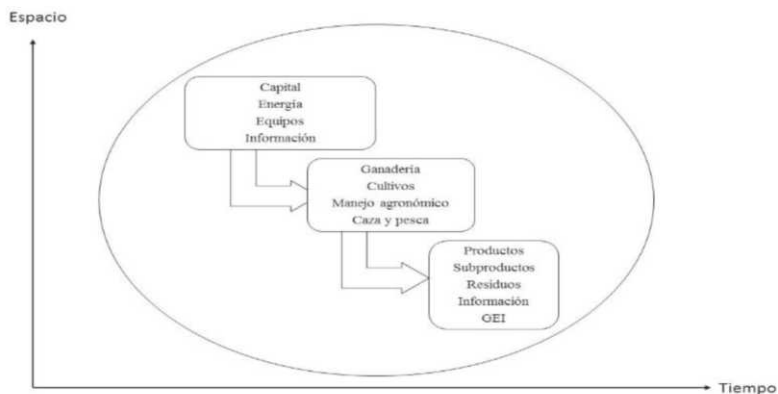 Espacio
Capital
Energía
Equipos
Información
Ganadería
Cultivos
Manejo agronómico
Caza y pesca
Productos
Subproductos
Residuos
Información
GEI
Tiempo